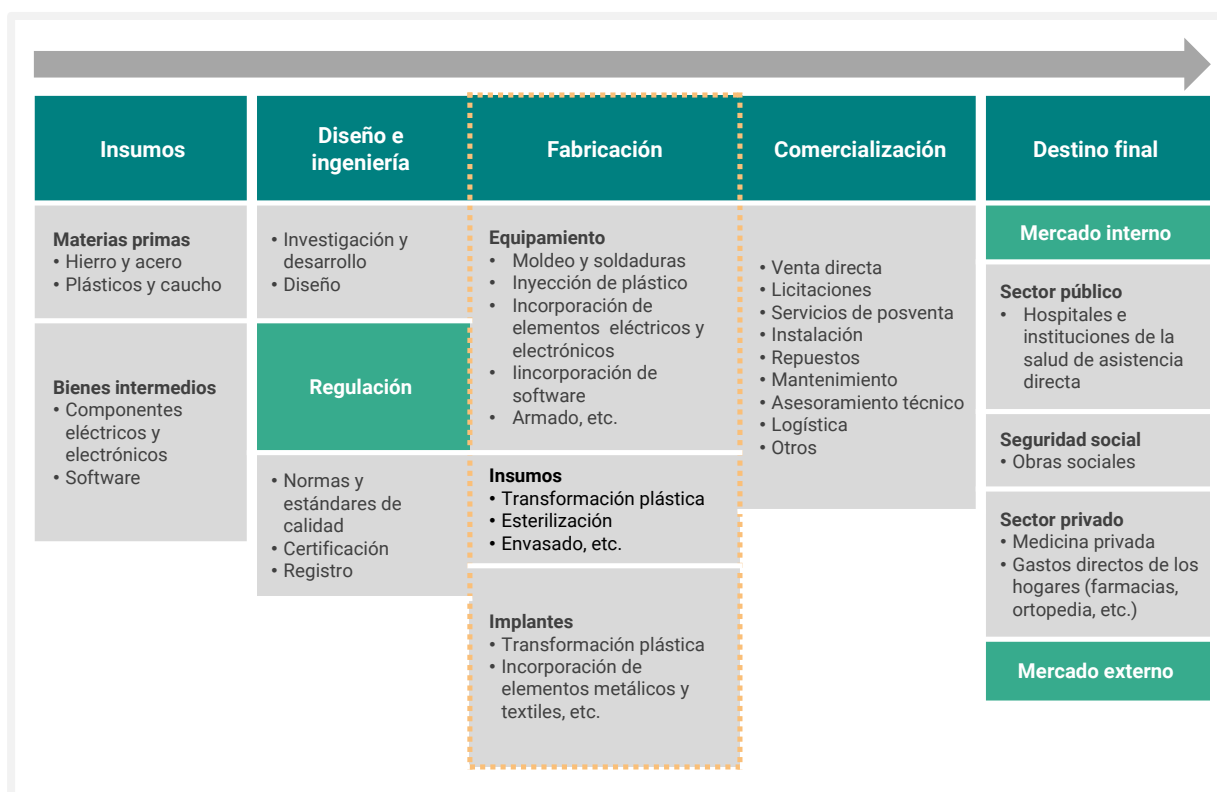 Insumos
Diseño e
ingeniería
Fabricación
Comercialización
Destino final
Materias primas
• Hierro y acero
• Plásticos y caucho
Bienes intermedios
• Componentes
eléctricos y
electrónicos
• Software
• Investigación y
desarrollo
• Diseño
Regulación
• Normas y
estándares de
calidad
• Certificación
• Registro
Equipamiento
• Moldeo y soldaduras
• Inyección de plástico
• Incorporación de
elementos eléctricos y
electrónicos
• Iincorporación de
software
• Armado, etc.
Insumos
• Transformación plástica
• Esterilización
• Envasado, etc.
Implantes
• Transformación plástica
• Incorporación de
elementos metálicos y
textiles, etc.
• Venta directa
• Licitaciones
• Servicios de posventa
• Instalación
• Repuestos
• Mantenimiento
• Asesoramiento técnico
• Logística
• Otros
Mercado interno
Sector público
• Hospitales e
instituciones de la
salud de asistencia
directa
Seguridad social
• Obras sociales
Sector privado
• Medicina privada
• Gastos directos de los
hogares (farmacias,
ortopedia, etc.)
Mercado externo